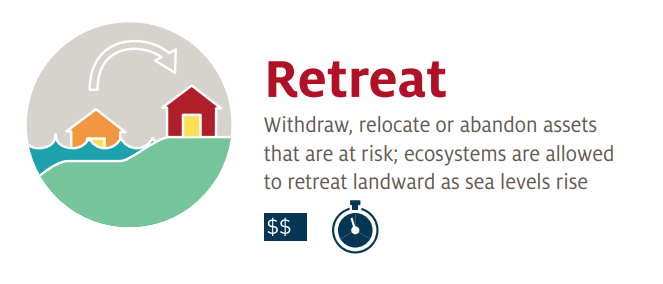 Retreat
Withdraw, relocate or abandon assets
that are at risk; ecosystems are allowed
to retreat landward as sea levels rise
$$